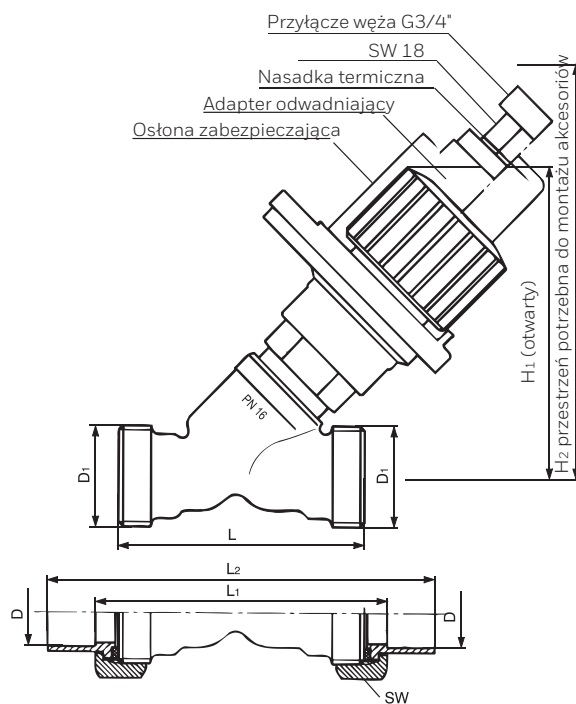 Przyłącze węża G3/4"
SW 18
Nasadka termiczna
Adapter odwadniający
Osłona zabezpieczająca
H1 (otwarty)
H2 przestrzeń potrzebna do montażu akcesoriów
PN 16
D1
D1
L
L2
L1
D
D
SW